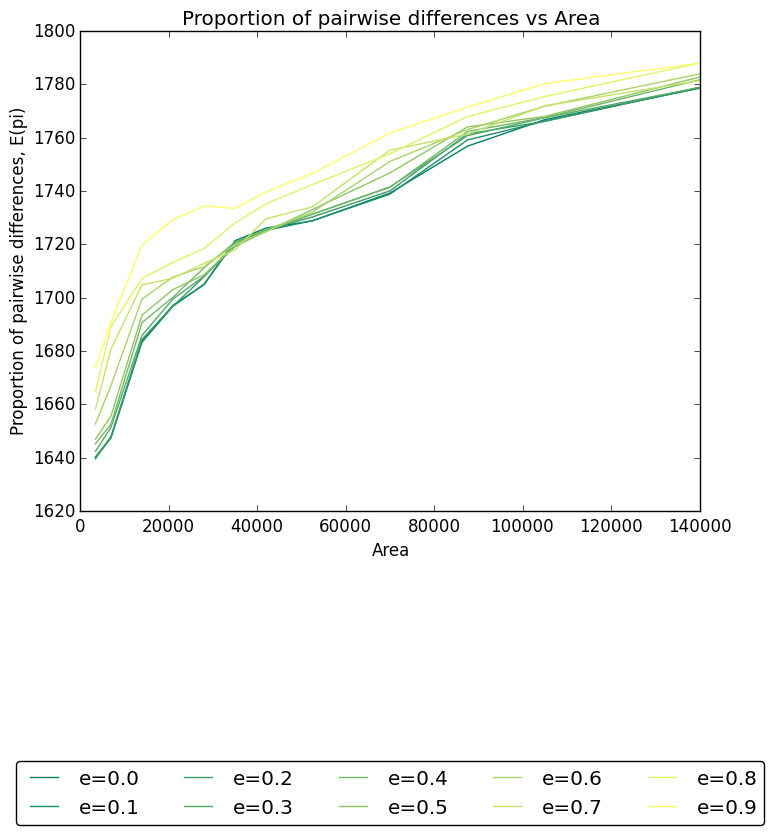 Proportion of pairwise differences vs Area
Proportion of pairwise differences, E(pi)
1800
1780
1760
1740
1720
1700
1680
1660
1640
1620
0 20000 40000 60000 80000 100000 120000 140000
Area
e=0.0 e=0.2 e=0.4 e=0.6 e=0.8
e=0.1 e=0.3 e=0.5 e=0.7 e=0.9